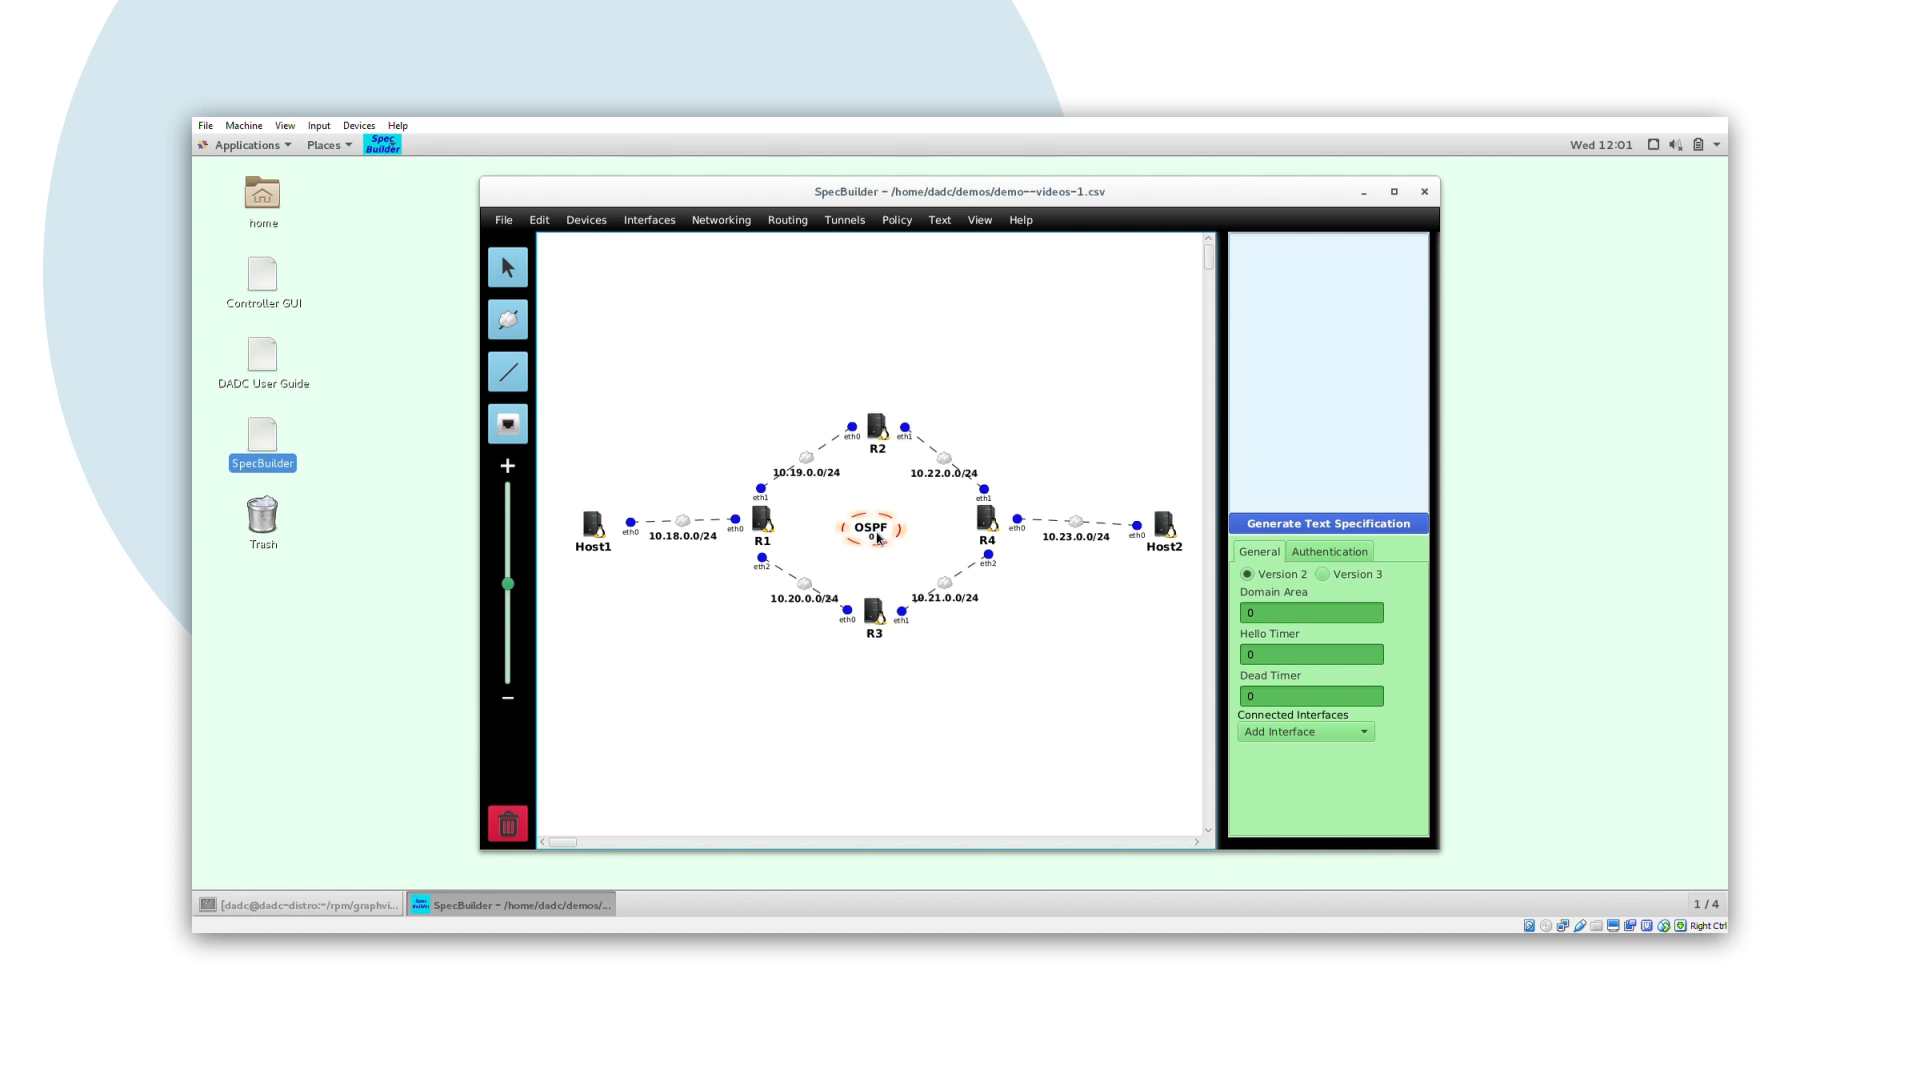 File Machine View Input Devices Help
Applications Places Spec Builder Wed 12:01
home
Controller GUI
DADC User Guide
SpecBuilder
Trash
SpecBuilder - /home/dadc/demos/demo--videos-1.csv
File Edit Devices Interfaces Networking Routing Tunnels Policy Text View Help
+
−
eth0 R2 eth1
10.19.0.0/24 10.22.0.0/24
eth1 eth1
Host1 eth0 10.18.0.0/24 eth0 R1
OSPF
0
R4 eth0 10.23.0.0/24 eth0 Host2
eth2 eth2
10.20.0.0/24 10.21.0.0/24
eth0 R3 eth1
Generate Text Specification
General Authentication
Version 2 Version 3
Domain Area
0
Hello Timer
0
Dead Timer
0
Connected Interfaces
Add Interface
[dadc@dadc-distro:~/rpm/graphvi... SpecBuilder - /home/dadc/demos/... 1 / 4
Right Ctrl